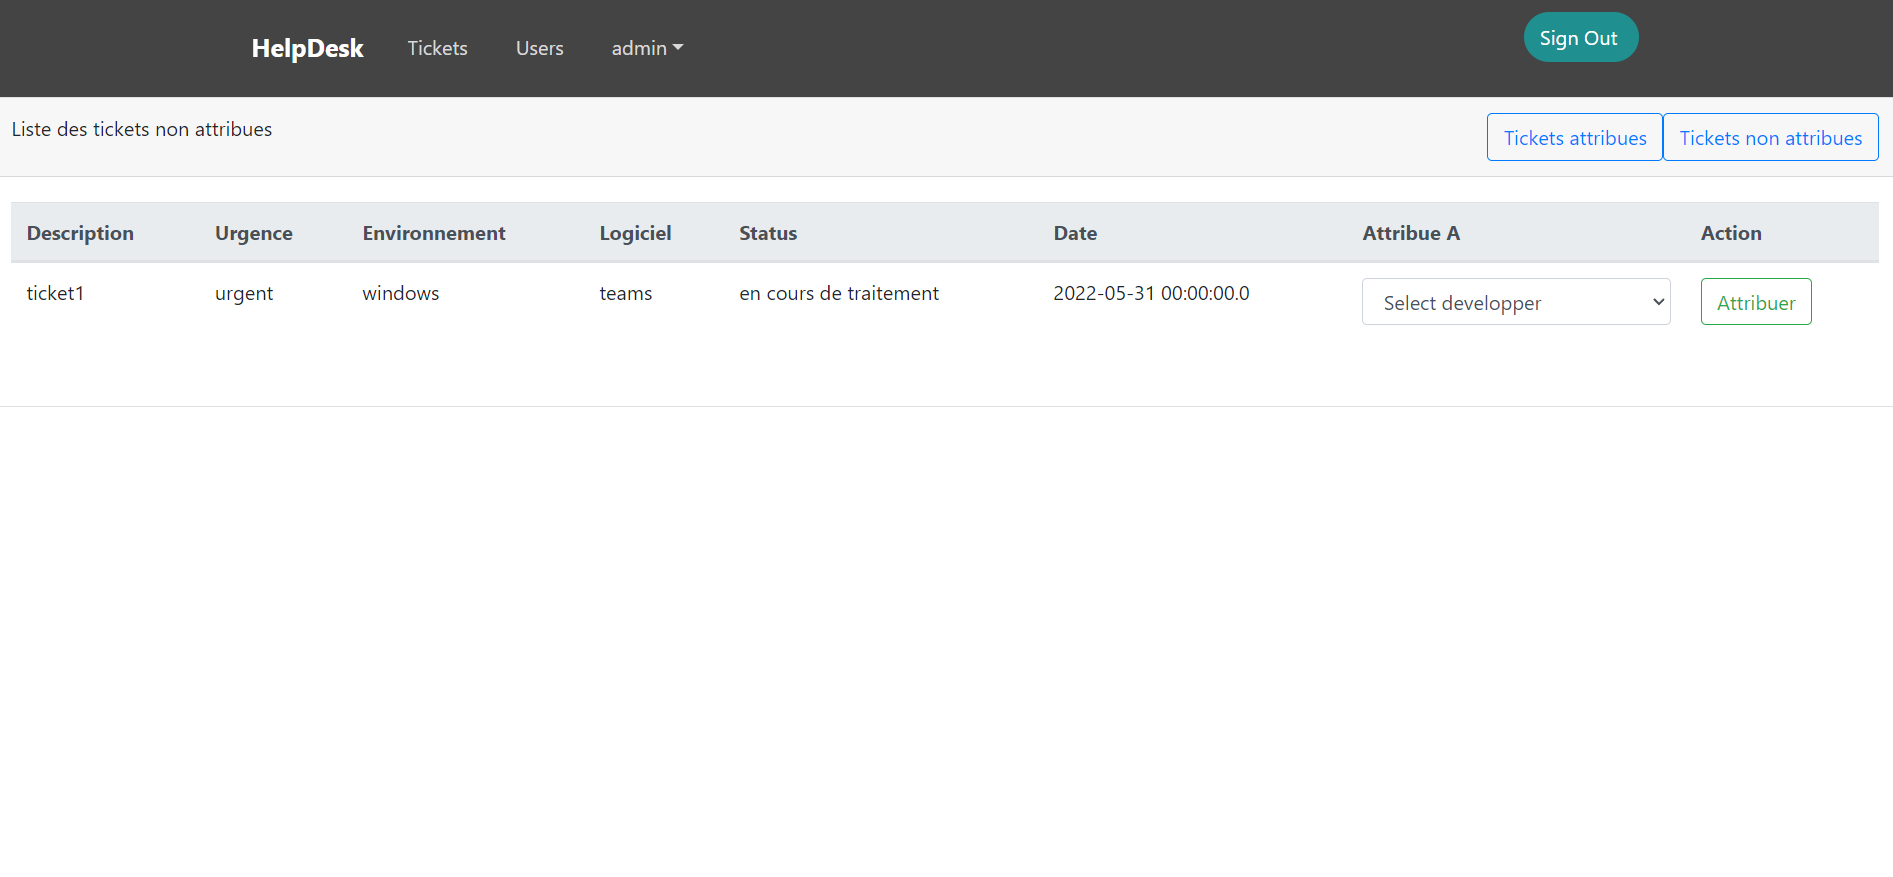 HelpDesk Tickets Users admin Sign Out
Liste des tickets non attribues Tickets attribues Tickets non attribues
Description Urgence Environnement Logiciel Status Date Attribue A Action
ticket1 urgent windows teams en cours de traitement 2022-05-31 00:00:00.0 Select developper Attribuer